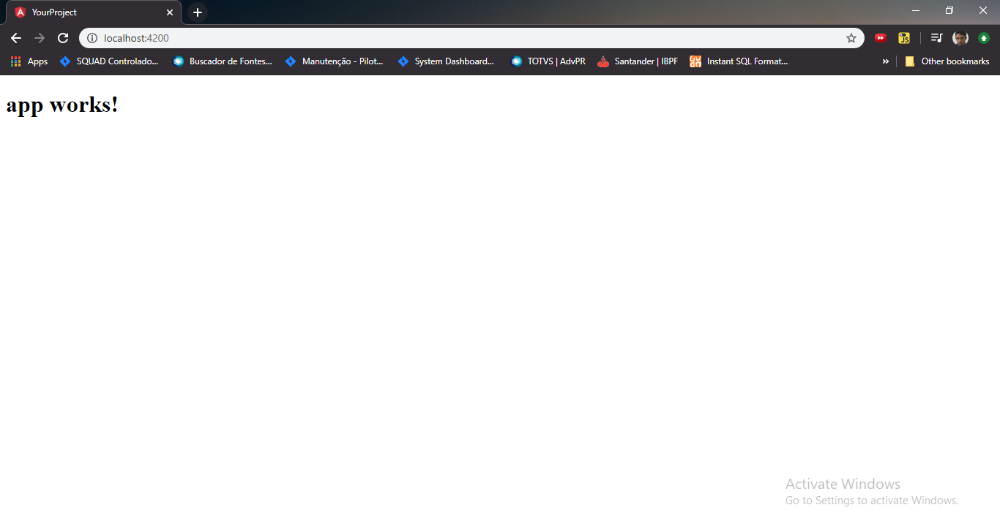 YourProject
localhost:4200
Apps SQUAD Controlado... Buscador de Fontes... Manutenção - Pilot... System Dashboard... TOTVS | AdvPR Santander | IBPF Instant SQL Format... » Other bookmarks
app works!
Activate Windows
Go to Settings to activate Windows.